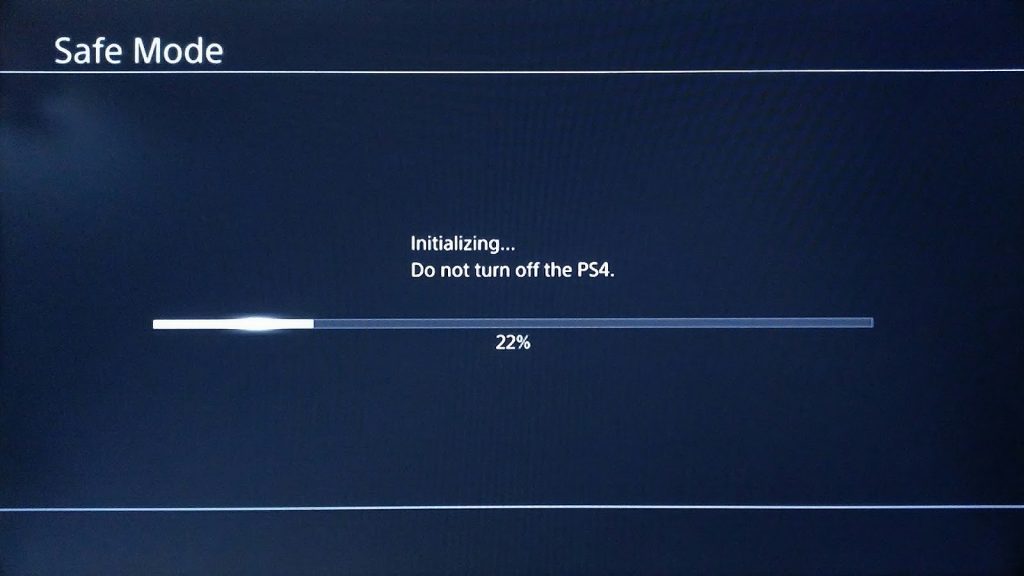 Safe Mode
Initializing...
Do not turn off the PS4.
22%